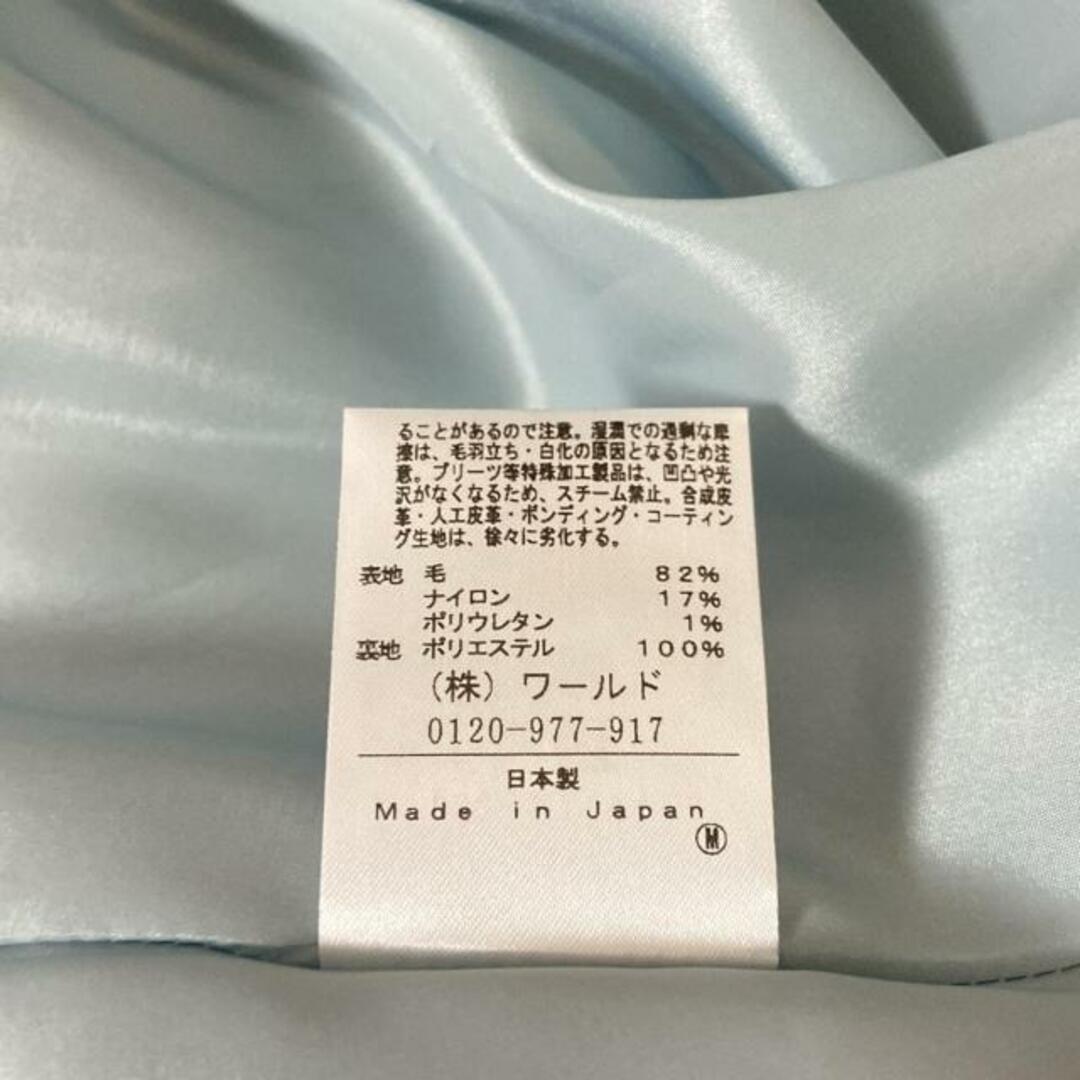 ることがあるので注意。湿潤での過剰な摩
擦は、毛羽立ち・白化の原因となるため注
意。プリーツ等特殊加工製品は、凹凸や光
沢がなくなるため、スチーム禁止。合成皮
革・人工皮革・ボンディング・コーティン
グ生地は、徐々に劣化する。
表地 毛 82%
ナイロン 17%
ポリウレタン 1%
裏地 ポリエステル 100%
(株) ワールド
0120-977-917
日本製
Made in Japan
Ⓜ